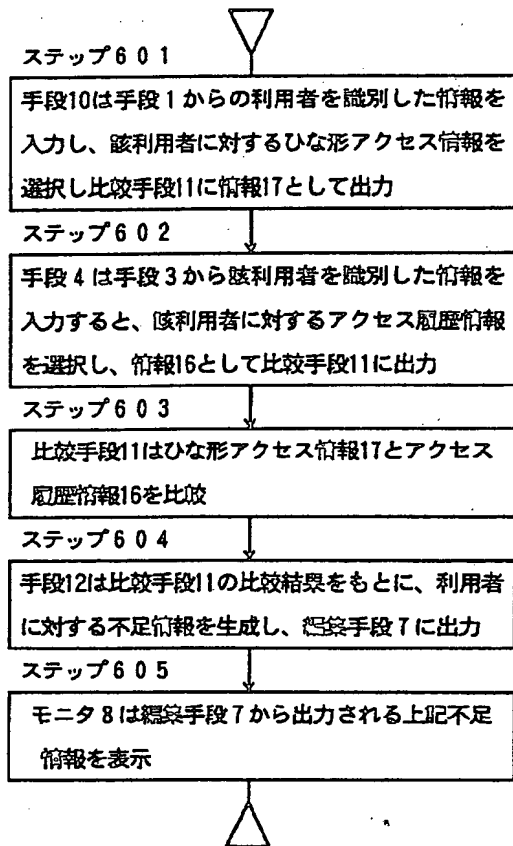 ステップ601
手段10は手段1からの利用者を識別した情報を
入力し、該利用者に対するひな形アクセス情報を
選択し比較手段11に情報17として出力
ステップ602
手段4は手段3から該利用者を識別した情報を
入力すると、該利用者に対するアクセス履歴情報
を選択し、情報16として比較手段11に出力
ステップ603
比較手段11はひな形アクセス情報17とアクセス
履歴情報16を比較
ステップ604
手段12は比較手段11の比較結果をもとに、利用者
に対する不足情報を生成し、編集手段7に出力
ステップ605
モニタ8は編集手段7から出力される上記不足
情報を表示